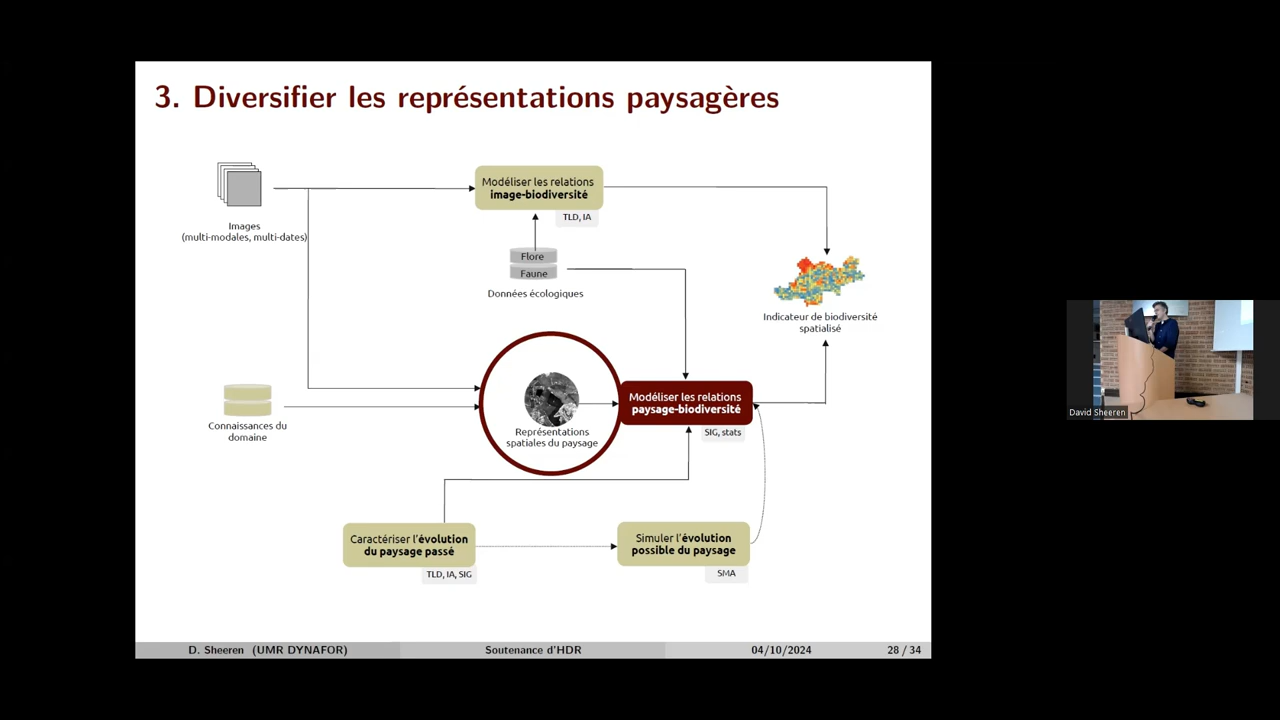 3. Diversifier les représentations paysagères
Modéliser les relations
image-biodiversité
TLD, IA
Images
(multi-modales, multi-dates)
Flore
Faune
Données écologiques
Indicateur de biodiversité
spatialisé
Modéliser les relations
paysage-biodiversité
SIG, stats
Connaissances du
domaine
Représentations
spatiales du paysage
Caractériser l'évolution
du paysage passé
TLD, IA, SIG
Simuler l'évolution
possible du paysage
SMA
D. Sheeren (UMR DYNAFOR)
Soutenance d'HDR
04/10/2024
28 / 34
David Sheeren